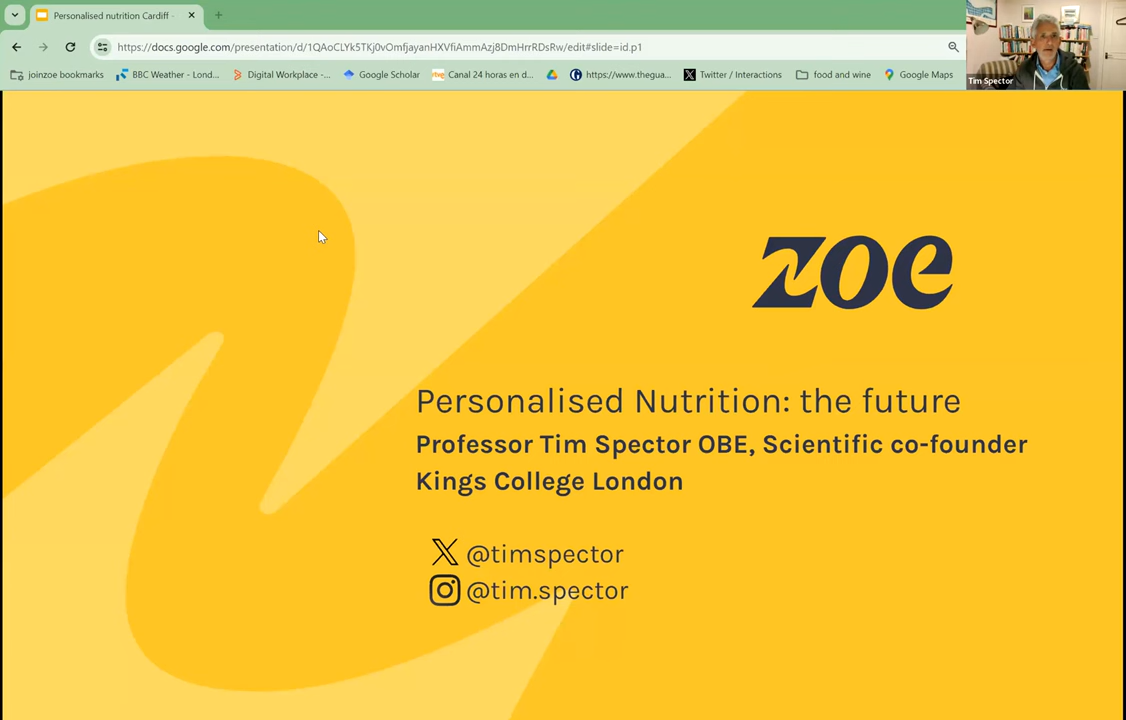 Personalised nutrition Cardiff -
https://docs.google.com/presentation/d/1QAoCLYk5TKj0vOmfjayanHXVfiAmmAzj8DmHrrRDsRw/edit#slide=id.p1
joinzoe bookmarks BBC Weather - Lond... Digital Workplace -... Google Scholar rtve Canal 24 horas en d... https://www.thegua... Twitter / Interactions food and wine Google Maps
Tim Spector
zoe
Personalised Nutrition: the future
Professor Tim Spector OBE, Scientific co-founder
Kings College London
@timspector
@tim.spector